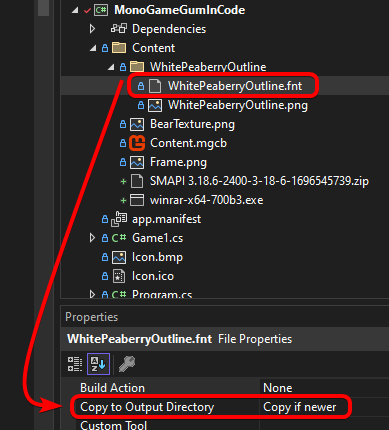 MonoGameGumInCode
Dependencies
Content
WhitePeaberryOutline
WhitePeaberryOutline.fnt
WhitePeaberryOutline.png
BearTexture.png
Content.mgcb
Frame.png
SMAPI 3.18.6-2400-3-18-6-1696545739.zip
winrar-x64-700b3.exe
app.manifest
C# Game1.cs
Icon.bmp
Icon.ico
C# Program.cs
Properties
WhitePeaberryOutline.fnt File Properties
Build Action None
Copy to Output Directory Copy if newer
Custom Tool